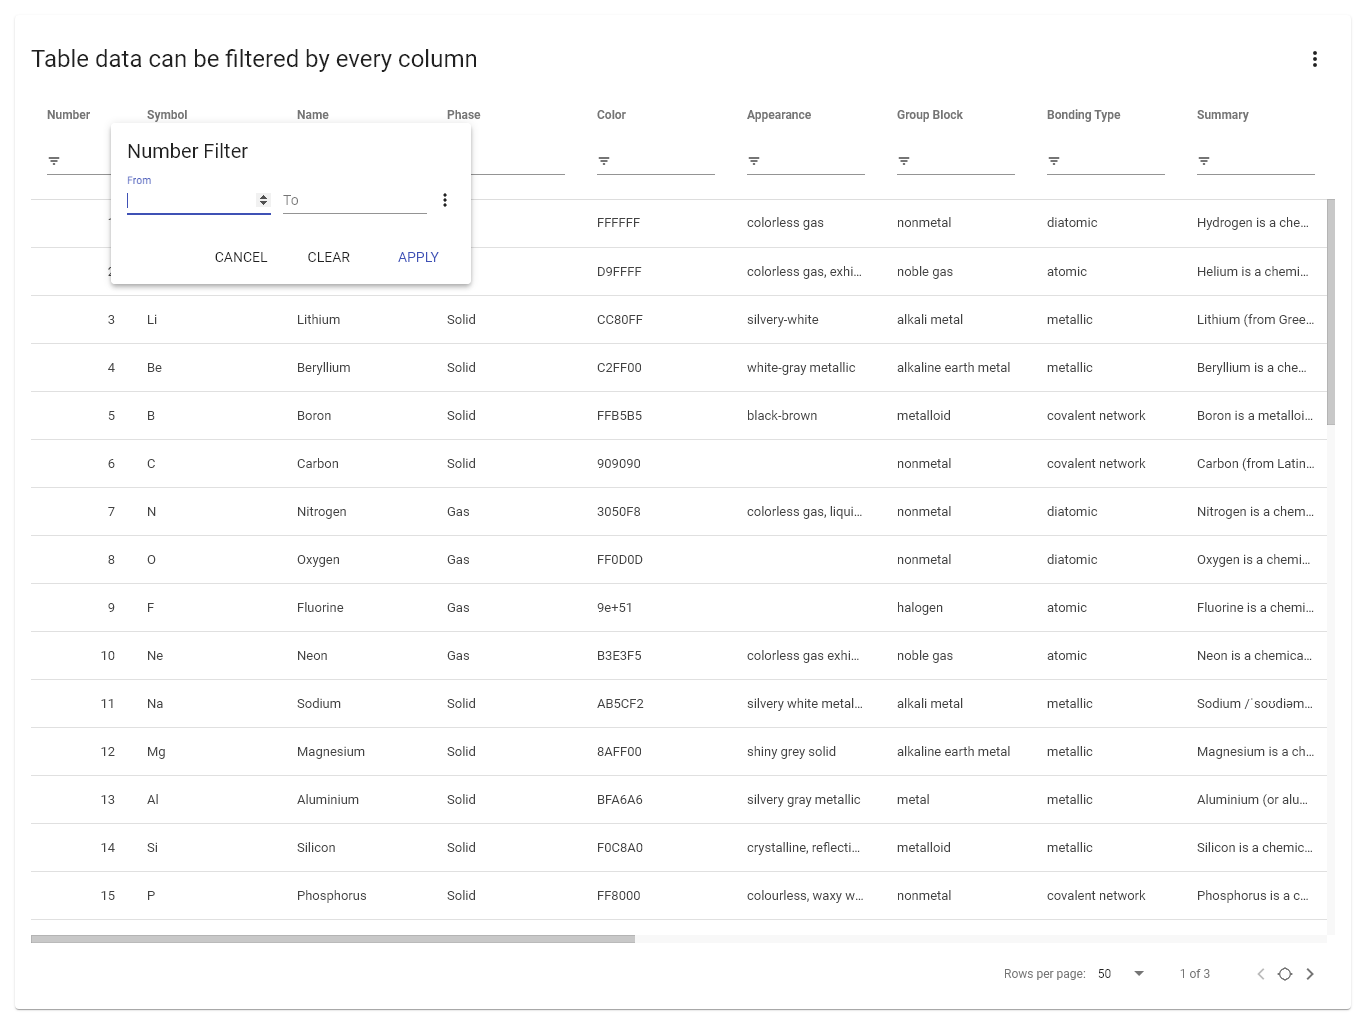 Table data can be filtered by every column
Number Symbol Name Phase Color Appearance Group Block Bonding Type Summary
Number Filter
From
To
CANCEL CLEAR APPLY
FFFFFF colorless gas nonmetal diatomic Hydrogen is a che...
D9FFFF colorless gas, exhi... noble gas atomic Helium is a chemi...
3 Li Lithium Solid CC80FF silvery-white alkali metal metallic Lithium (from Gree...
4 Be Beryllium Solid C2FF00 white-gray metallic alkaline earth metal metallic Beryllium is a che...
5 B Boron Solid FFB5B5 black-brown metalloid covalent network Boron is a metalloi...
6 C Carbon Solid 909090 nonmetal covalent network Carbon (from Latin...
7 N Nitrogen Gas 3050F8 colorless gas, liqui... nonmetal diatomic Nitrogen is a chem...
8 O Oxygen Gas FF0D0D nonmetal diatomic Oxygen is a chemi...
9 F Fluorine Gas 9e+51 halogen atomic Fluorine is a chemi...
10 Ne Neon Gas B3E3F5 colorless gas exhi... noble gas atomic Neon is a chemica...
11 Na Sodium Solid AB5CF2 silvery white metal... alkali metal metallic Sodium /ˈsoʊdiəm...
12 Mg Magnesium Solid 8AFF00 shiny grey solid alkaline earth metal metallic Magnesium is a ch...
13 Al Aluminium Solid BFA6A6 silvery gray metallic metal metallic Aluminium (or alu...
14 Si Silicon Solid F0C8A0 crystalline, reflecti... metalloid metallic Silicon is a chemic...
15 P Phosphorus Solid FF8000 colourless, waxy w... nonmetal covalent network Phosphorus is a c...
Rows per page: 50 1 of 3